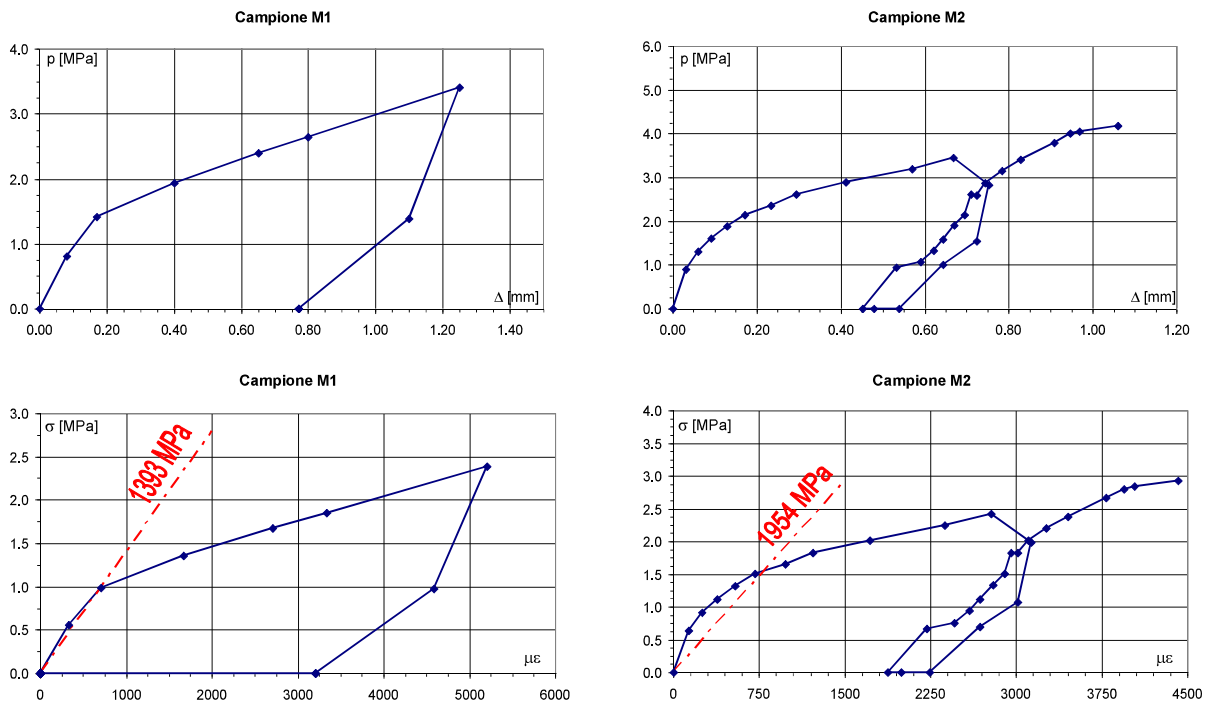 Campione M1
p [MPa]
4.0
3.0
2.0
1.0
0.0
Δ [mm]
0.00 0.20 0.40 0.60 0.80 1.00 1.20 1.40
Campione M2
p [MPa]
6.0
5.0
4.0
3.0
2.0
1.0
0.0
Δ [mm]
0.00 0.20 0.40 0.60 0.80 1.00 1.20
Campione M1
σ [MPa]
3.0
2.5
2.0
1.5
1.0
0.5
0.0
1393 MPa
με
0 1000 2000 3000 4000 5000 6000
Campione M2
σ [MPa]
4.0
3.5
3.0
2.5
2.0
1.5
1.0
0.5
0.0
1954 MPa
με
0 750 1500 2250 3000 3750 4500